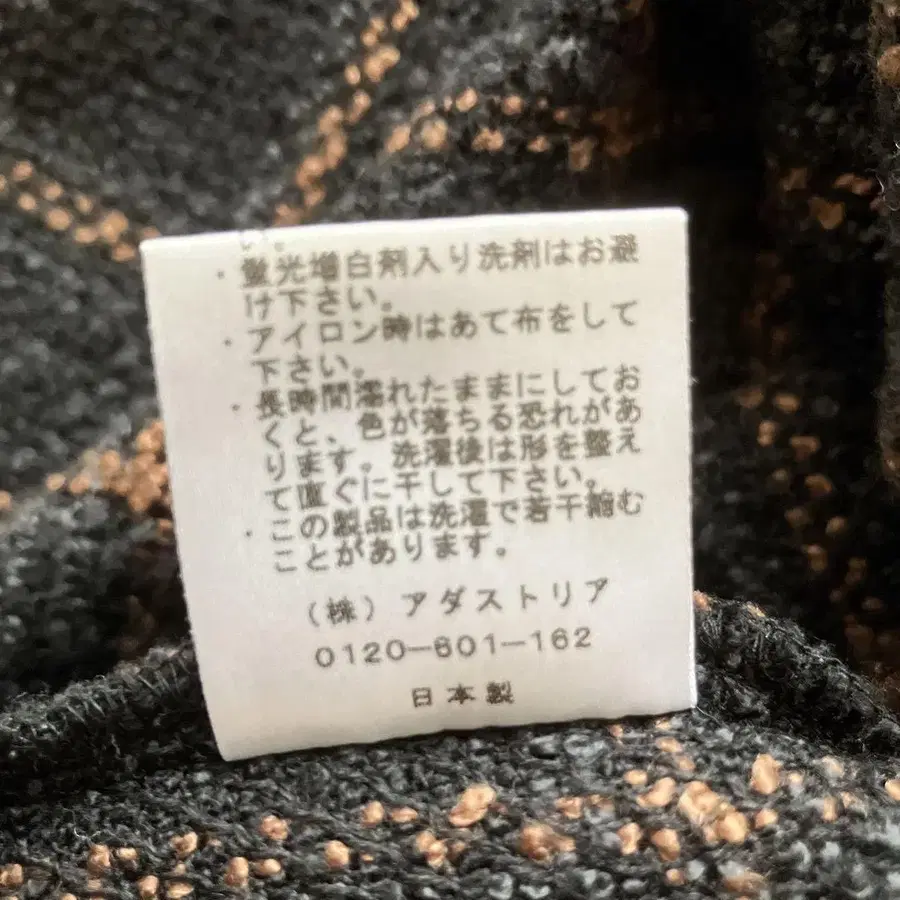 い。
・蛍光増白剤入り洗剤はお避
け下さい。
・アイロン時はあて布をして
下さい。
・長時間濡れたままにしてお
くと、色が落ちる恐れがあ
ります。洗濯後は形を整え
て直ぐに干して下さい。
・この製品は洗濯で若干縮む
ことがあります。
(株)アダストリア
0120-601-162
日本製